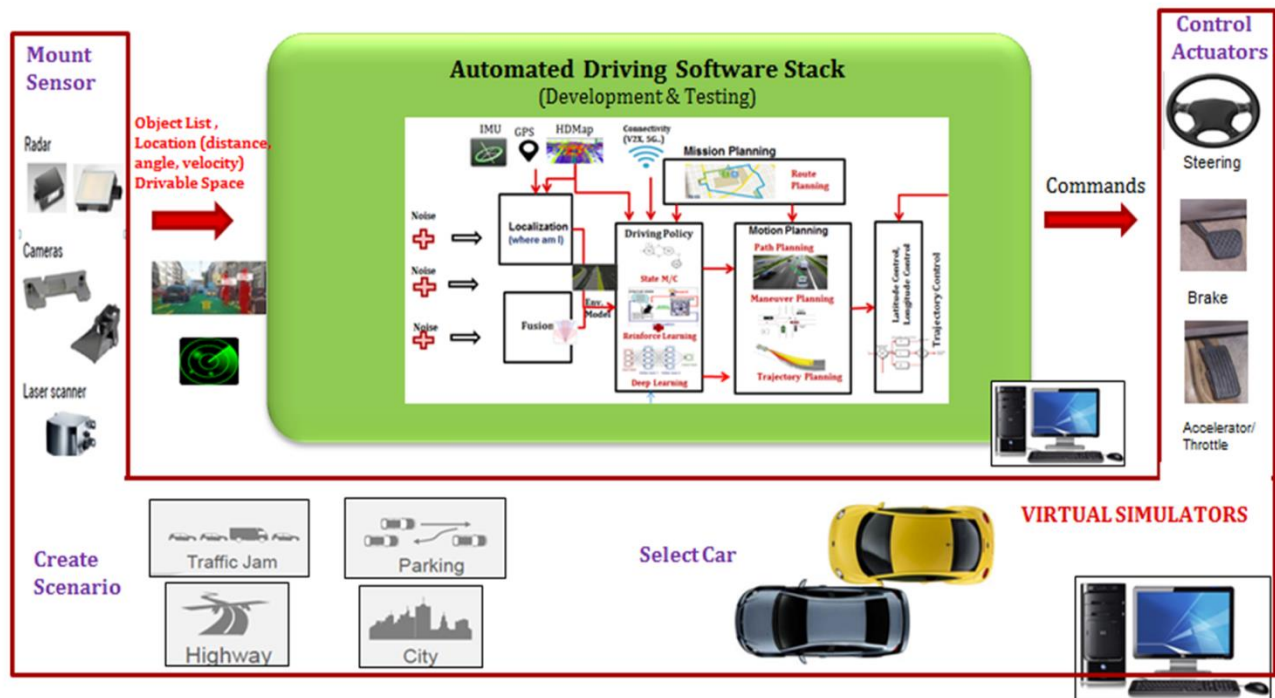 Mount
Sensor
Radar
Cameras
Laser scanner
Object List ,
Location (distance,
angle, velocity)
Drivable Space
Automated Driving Software Stack
(Development & Testing)
IMU
GPS
HDMap
Connectivity
(V2X, 5G..)
Mission Planning
Route
Planning
Noise
Localization
(where am I)
Noise
Noise
Fusion
Env.
Model
Driving Policy
State M/C
Reinforce Learning
Deep Learning
Motion Planning
Path Planning
Maneuver Planning
Trajectory Planning
Latitude Control,
Longitude Control
Trajectory Control
Commands
Control
Actuators
Steering
Brake
Accelerator/
Throttle
Create
Scenario
Traffic Jam
Parking
Highway
City
Select Car
VIRTUAL SIMULATORS